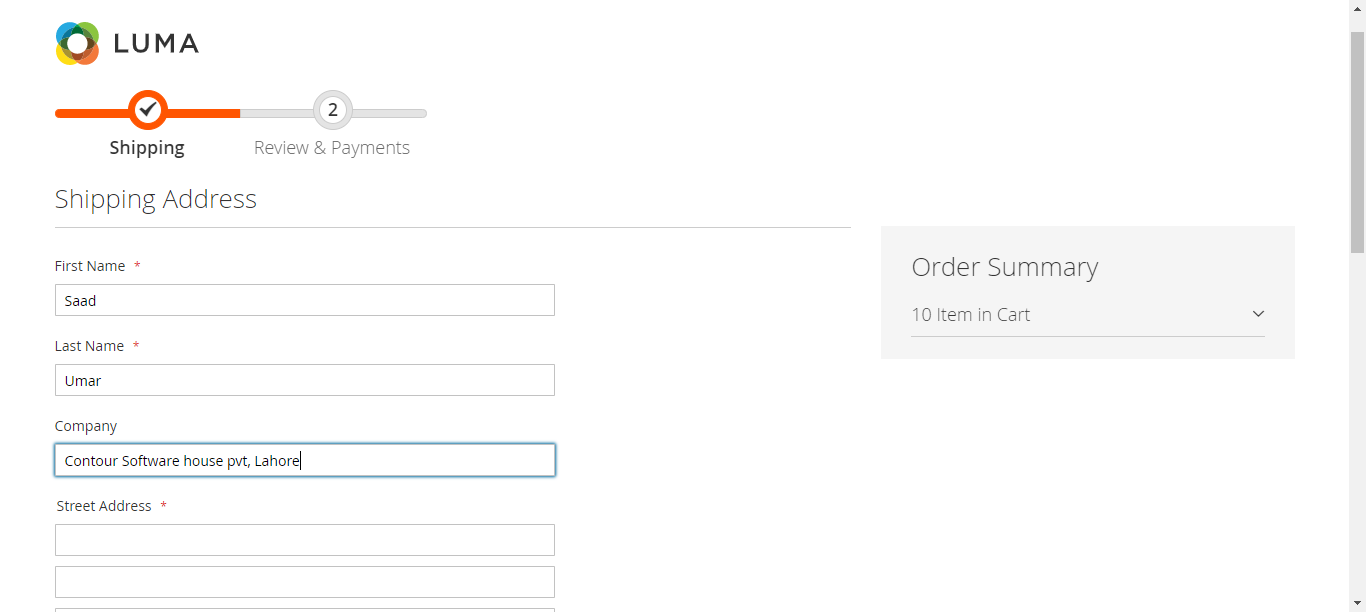 LUMA
2
Shipping
Review & Payments
Shipping Address
First Name *
Saad
Last Name *
Umar
Company
Contour Software house pvt, Lahore
Street Address *
Order Summary
10 Item in Cart